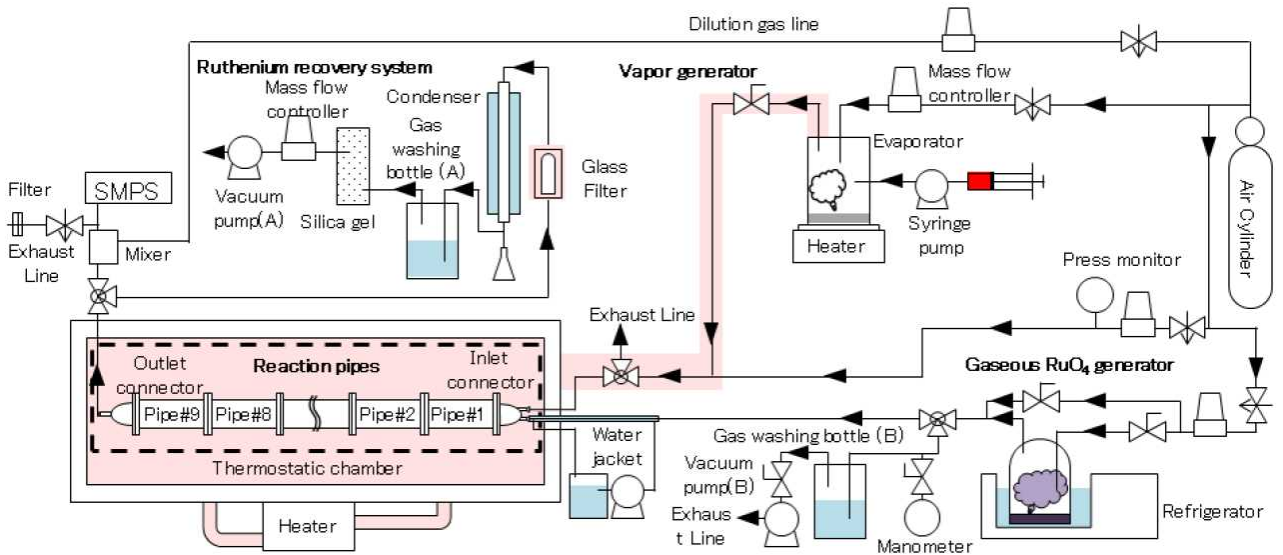 Dilution gas line
Ruthenium recovery system
Vapor generator
Mass flow
controller
Condenser
Gas
washing
bottle (A)
Mass flow
controller
Evaporator
Glass
Filter
Filter
SMPS
Vacuum
pump(A)
Silica gel
Syringe
pump
Air Cylinder
Exhaust
Line
Mixer
Heater
Press monitor
Exhaust Line
Outlet
connector
Reaction pipes
Inlet
connector
Gaseous RuO₄ generator
Pipe#9
Pipe#8
Pipe#2
Pipe#1
Water
jacket
Gas washing bottle (B)
Thermostatic chamber
Vacuum
pump(B)
Exhaus
t Line
Heater
Manometer
Refrigerator